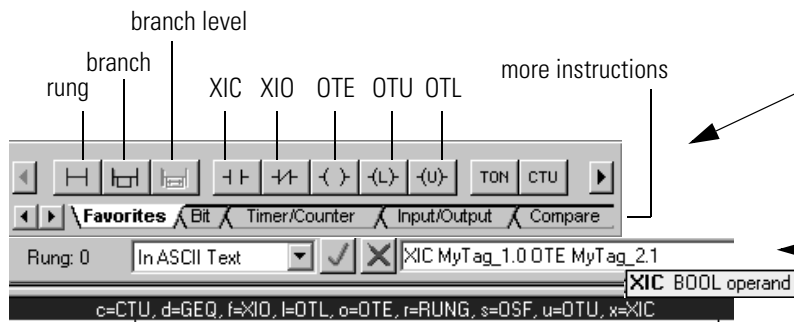 branch level
branch
more instructions
rung XIC XIO OTE OTU OTL
(L) (U) TON CTU
Favorites Bit Timer/Counter Input/Output Compare
Rung: 0 In ASCII Text XIC MyTag_1.0 OTE MyTag_2.1
XIC BOOL operand
c=CTU, d=GEQ, f=XIO, l=OTL, o=OTE, r=RUNG, s=OSF, u=OTU, x=XIC